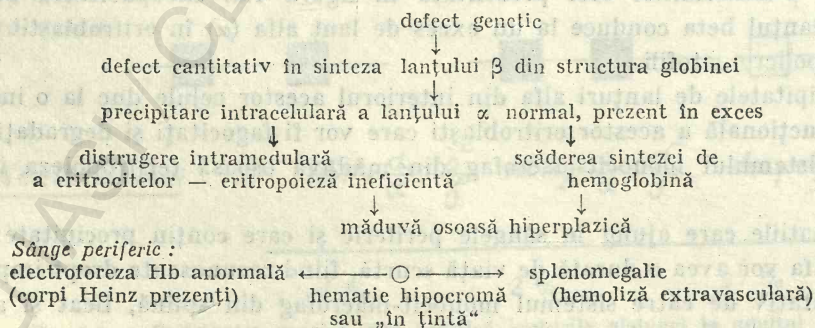 defect genetic
↓
defect cantitativ în sinteza lanțului β din structura globinei
↓
precipitare intracelulară a lanțului α normal, prezent în exces
↓ ↓
distrugere intramedulară scăderea sintezei de
a eritrocitelor — eritropoieză ineficientă hemoglobină
↓ ↓
măduvă osoasă hiperplazică
Sânge periferic :
electroforeza Hb anormală ←——○——→ splenomegalie
(corpi Heinz prezenți) hematie hipocromă (hemoliză extravasculară)
sau „în țintă“